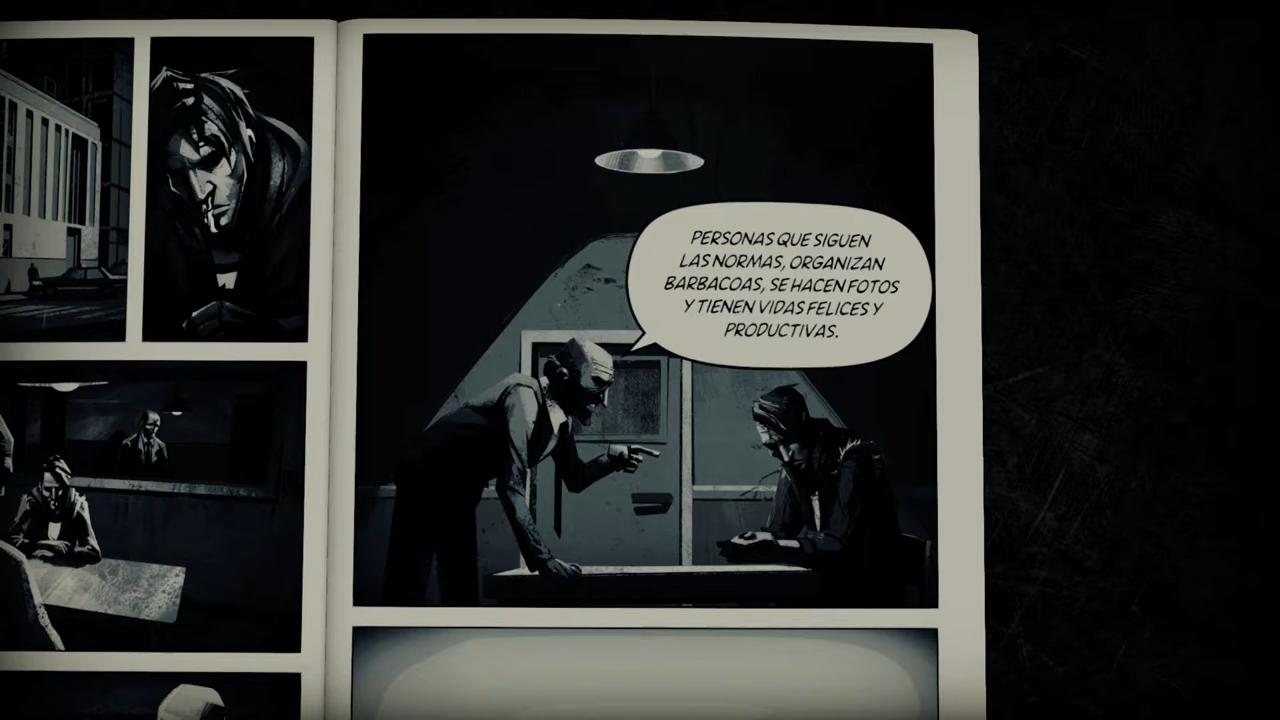 PERSONAS QUE SIGUEN
LAS NORMAS, ORGANIZAN
BARBACOAS, SE HACEN FOTOS
Y TIENEN VIDAS FELICES Y
PRODUCTIVAS.